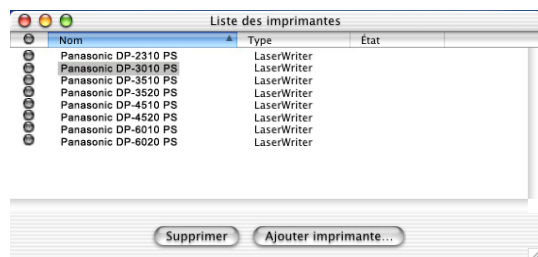 Liste des imprimantes
Nom Type État
Panasonic DP-2310 PS LaserWriter
Panasonic DP-3010 PS LaserWriter
Panasonic DP-3510 PS LaserWriter
Panasonic DP-3520 PS LaserWriter
Panasonic DP-4510 PS LaserWriter
Panasonic DP-4520 PS LaserWriter
Panasonic DP-6010 PS LaserWriter
Panasonic DP-6020 PS LaserWriter
Supprimer Ajouter imprimante...